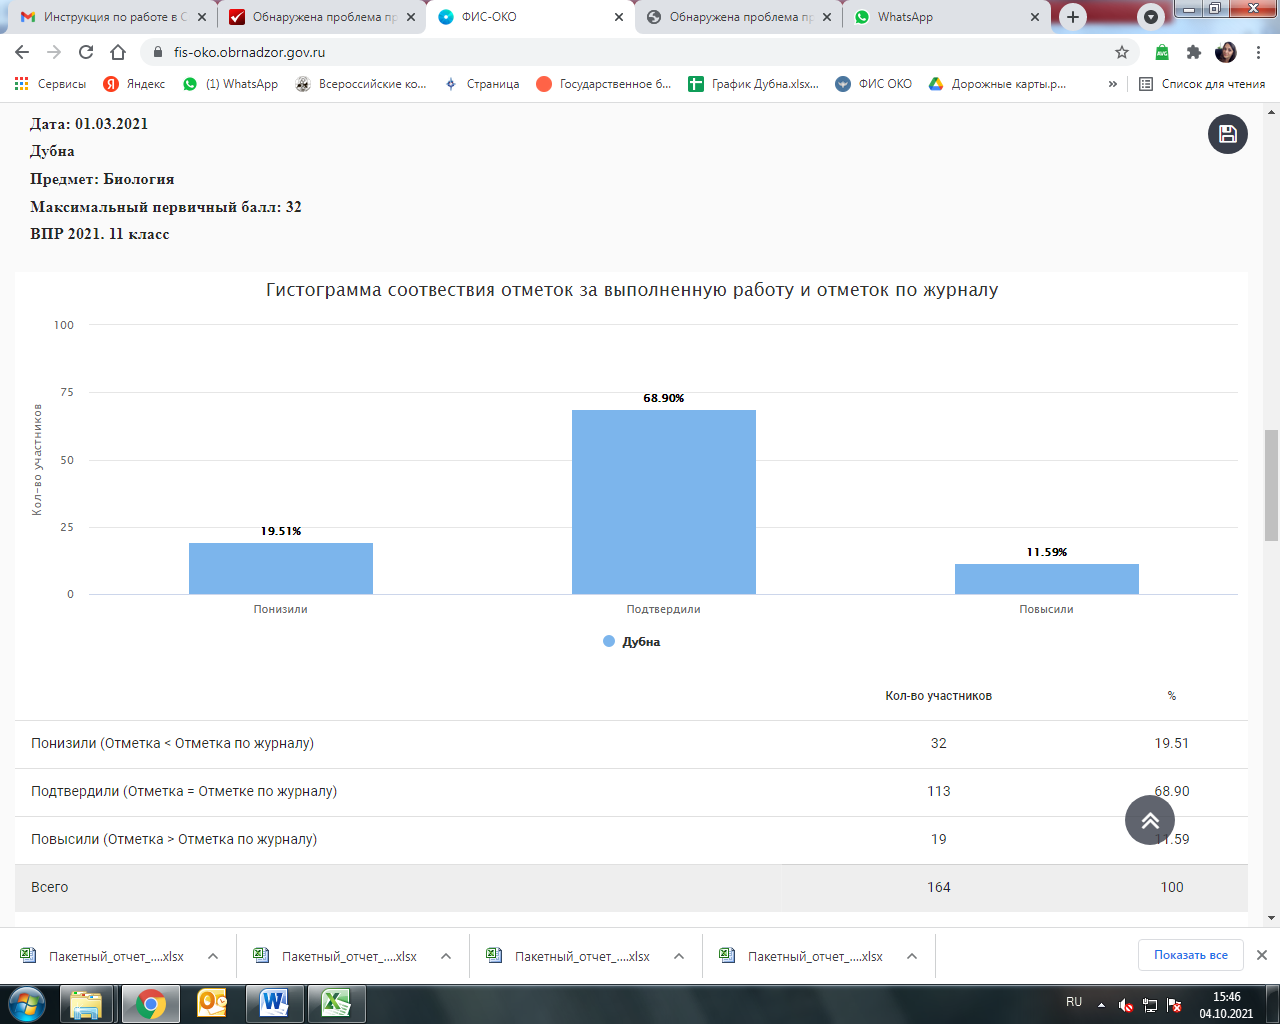 Инструкция по работе в С
Обнаружена проблема пр
ФИС-ОКО
Обнаружена проблема пр
WhatsApp
fis-oko.obrnadzor.gov.ru
Сервисы
Яндекс
(1) WhatsApp
Всероссийские ко...
Страница
Государственное б...
График Дубна.xlsx...
ФИС ОКО
Дорожные карты.p...
»
Список для чтения
Дата: 01.03.2021
Дубна
Предмет: Биология
Максимальный первичный балл: 32
ВПР 2021. 11 класс
Гистограмма соотвествия отметок за выполненную работу и отметок по журналу
Кол-во участников
100
75
50
25
0
19.51%
68.90%
11.59%
Понизили
Подтвердили
Повысили
Дубна
Кол-во участников %
Понизили (Отметка < Отметка по журналу) 32 19.51
Подтвердили (Отметка = Отметке по журналу) 113 68.90
Повысили (Отметка > Отметка по журналу) 19 11.59
Всего 164 100
Пакетный_отчет_....xlsx
Пакетный_отчет_....xlsx
Пакетный_отчет_....xlsx
Пакетный_отчет_....xlsx
Показать все
RU
15:46
04.10.2021